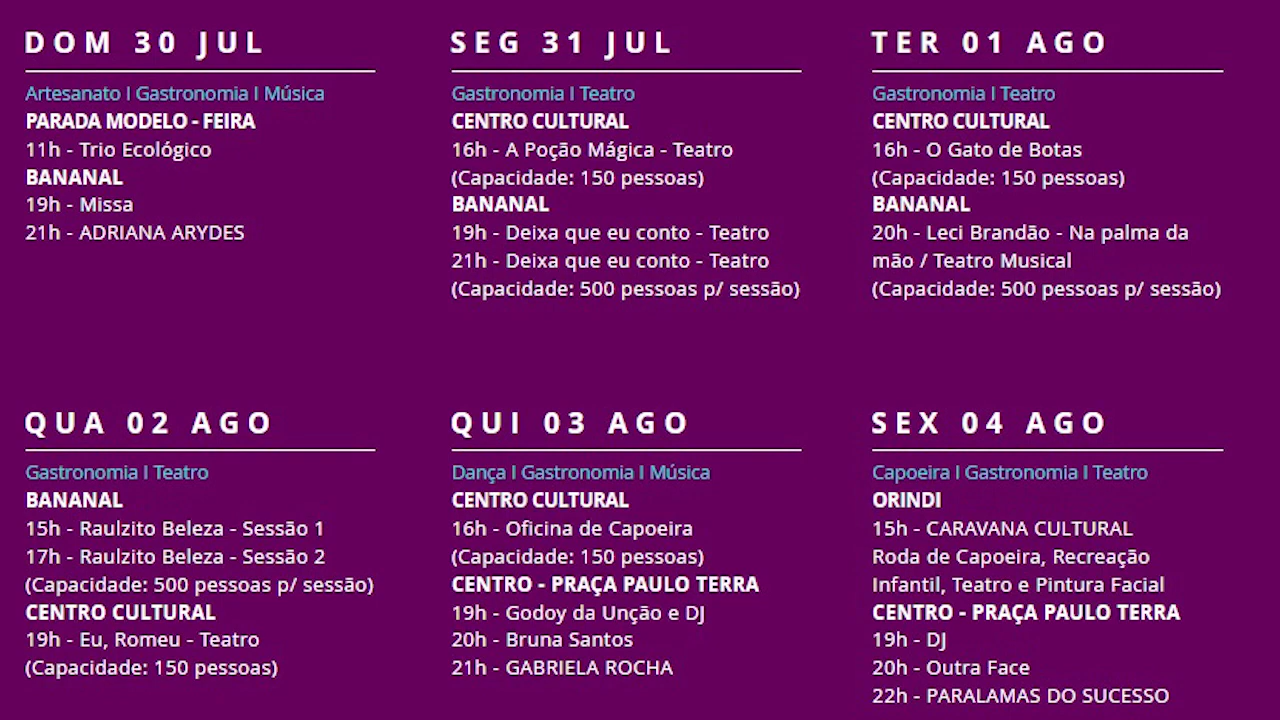 DOM 30 JUL
Artesanato I Gastronomia I Música
PARADA MODELO - FEIRA
11h - Trio Ecológico
BANANAL
19h - Missa
21h - ADRIANA ARYDES
SEG 31 JUL
Gastronomia I Teatro
CENTRO CULTURAL
16h - A Poção Mágica - Teatro
(Capacidade: 150 pessoas)
BANANAL
19h - Deixa que eu conto - Teatro
21h - Deixa que eu conto - Teatro
(Capacidade: 500 pessoas p/ sessão)
TER 01 AGO
Gastronomia I Teatro
CENTRO CULTURAL
16h - O Gato de Botas
(Capacidade: 150 pessoas)
BANANAL
20h - Leci Brandão - Na palma da
mão / Teatro Musical
(Capacidade: 500 pessoas p/ sessão)
QUA 02 AGO
Gastronomia I Teatro
BANANAL
15h - Raulzito Beleza - Sessão 1
17h - Raulzito Beleza - Sessão 2
(Capacidade: 500 pessoas p/ sessão)
CENTRO CULTURAL
19h - Eu, Romeu - Teatro
(Capacidade: 150 pessoas)
QUI 03 AGO
Dança I Gastronomia I Música
CENTRO CULTURAL
16h - Oficina de Capoeira
(Capacidade: 150 pessoas)
CENTRO - PRAÇA PAULO TERRA
19h - Godoy da Unção e DJ
20h - Bruna Santos
21h - GABRIELA ROCHA
SEX 04 AGO
Capoeira I Gastronomia I Teatro
ORINDI
15h - CARAVANA CULTURAL
Roda de Capoeira, Recreação
Infantil, Teatro e Pintura Facial
CENTRO - PRAÇA PAULO TERRA
19h - DJ
20h - Outra Face
22h - PARALAMAS DO SUCESSO